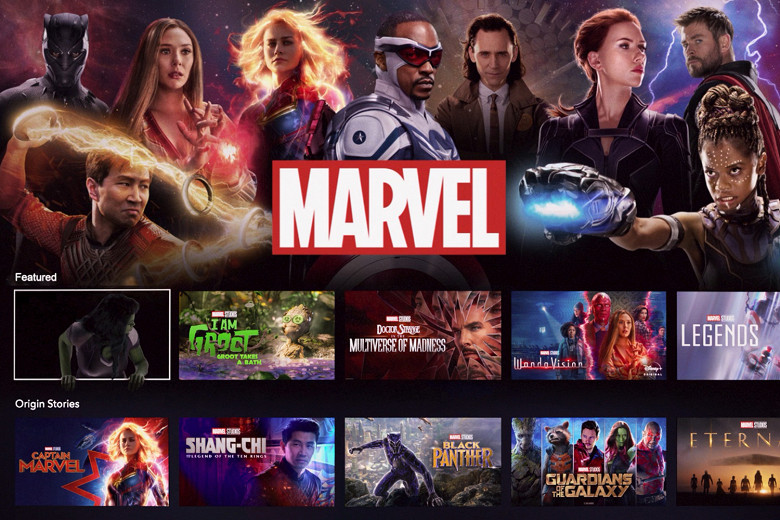 MARVEL
Featured
MARVEL STUDIOS
I AM
GROOT
GROOT TAKES
A BATH
MARVEL STUDIOS
DOCTOR STRANGE
MULTIVERSE OF MADNESS
MARVEL STUDIOS
WandaVision
Disney+
ORIGINAL
MARVEL STUDIOS
LEGENDS
Origin Stories
MARVEL STUDIOS
CAPTAIN
MARVEL
MARVEL STUDIOS
SHANG-CHI
LEGEND OF THE TEN RINGS
MARVEL STUDIOS
BLACK
PANTHER
MARVEL STUDIOS
GUARDIANS
OF THE GALAXY
MARVEL STUDIOS
ETERN